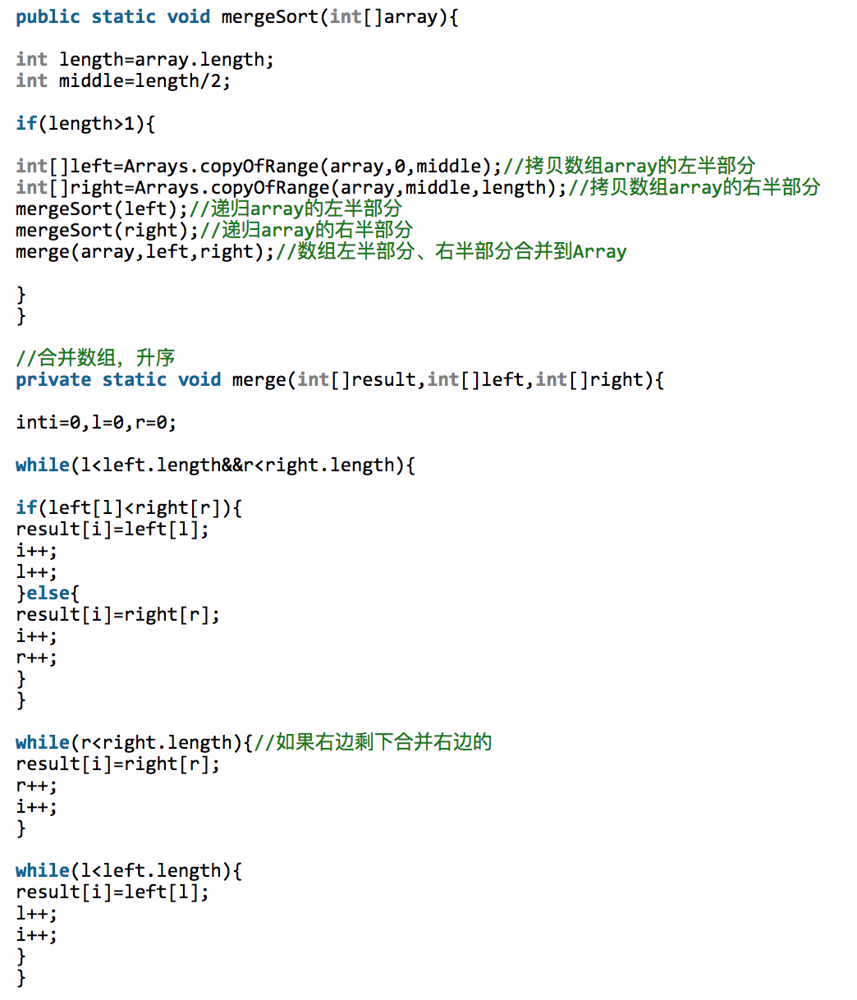 public static void mergeSort(int[]array){
int length=array.length;
int middle=length/2;
if(length>1){
int[]left=Arrays.copyOfRange(array,0,middle);//拷贝数组array的左半部分
int[]right=Arrays.copyOfRange(array,middle,length);//拷贝数组array的右半部分
mergeSort(left);//递归array的左半部分
mergeSort(right);//递归array的右半部分
merge(array,left,right);//数组左半部分、右半部分合并到Array
}
}
//合并数组，升序
private static void merge(int[]result,int[]left,int[]right){
inti=0,l=0,r=0;
while(l<left.length&&r<right.length){
if(left[l]<right[r]){
result[i]=left[l];
i++;
l++;
}else{
result[i]=right[r];
i++;
r++;
}
}
while(r<right.length){//如果右边剩下合并右边的
result[i]=right[r];
r++;
i++;
}
while(l<left.length){
result[i]=left[l];
l++;
i++;
}
}